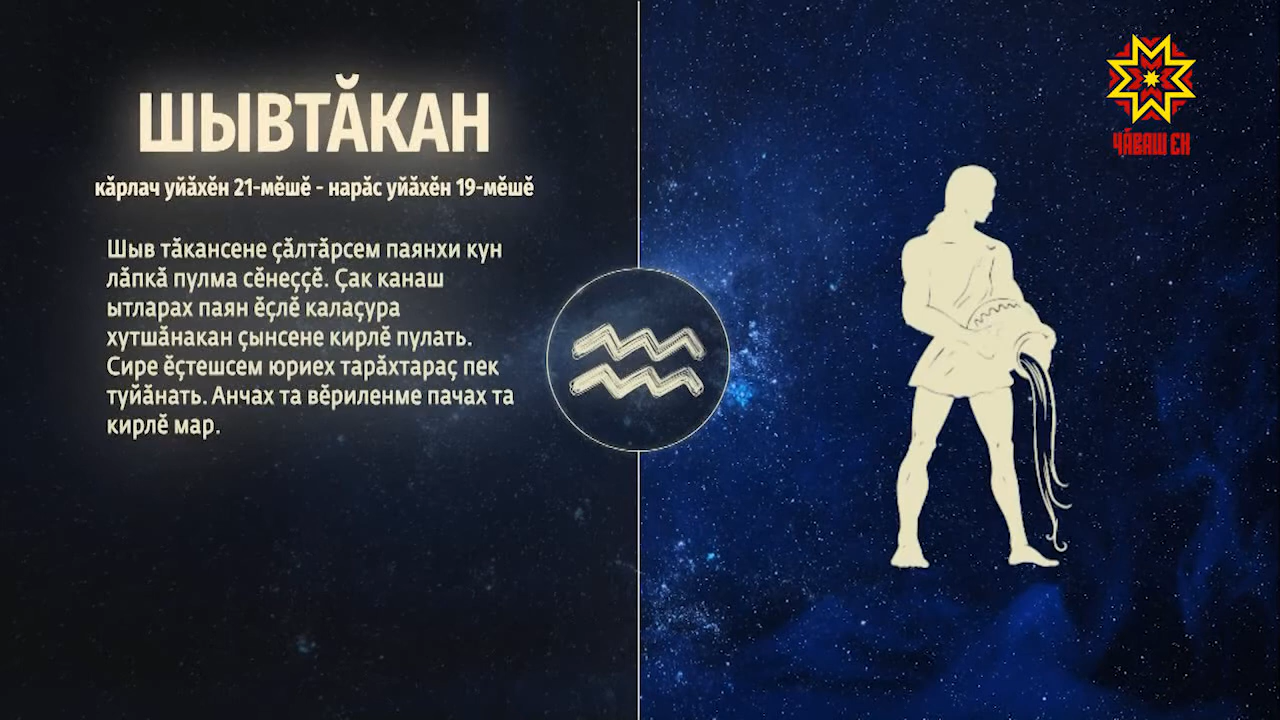 ШЫВТӐКАН
кӑрлач уйӑхӗн 21-мӗшӗ - нарӑс уйӑхӗн 19-мӗшӗ
Шыв тӑкансене ҫӑлтӑрсем паянхи кун
лӑпкӑ пулма сӗнеҫҫӗ. Ҫак канаш
ытларах паян ӗҫлӗ калаҫура
хутшӑнакан ҫынсене кирлӗ пулать.
Сире ӗҫтешсем юриех тарӑхтараҫ пек
туйӑнать. Анчах та вӗриленме пачах та
кирлӗ мар.
ЧӐВАШ ЕН